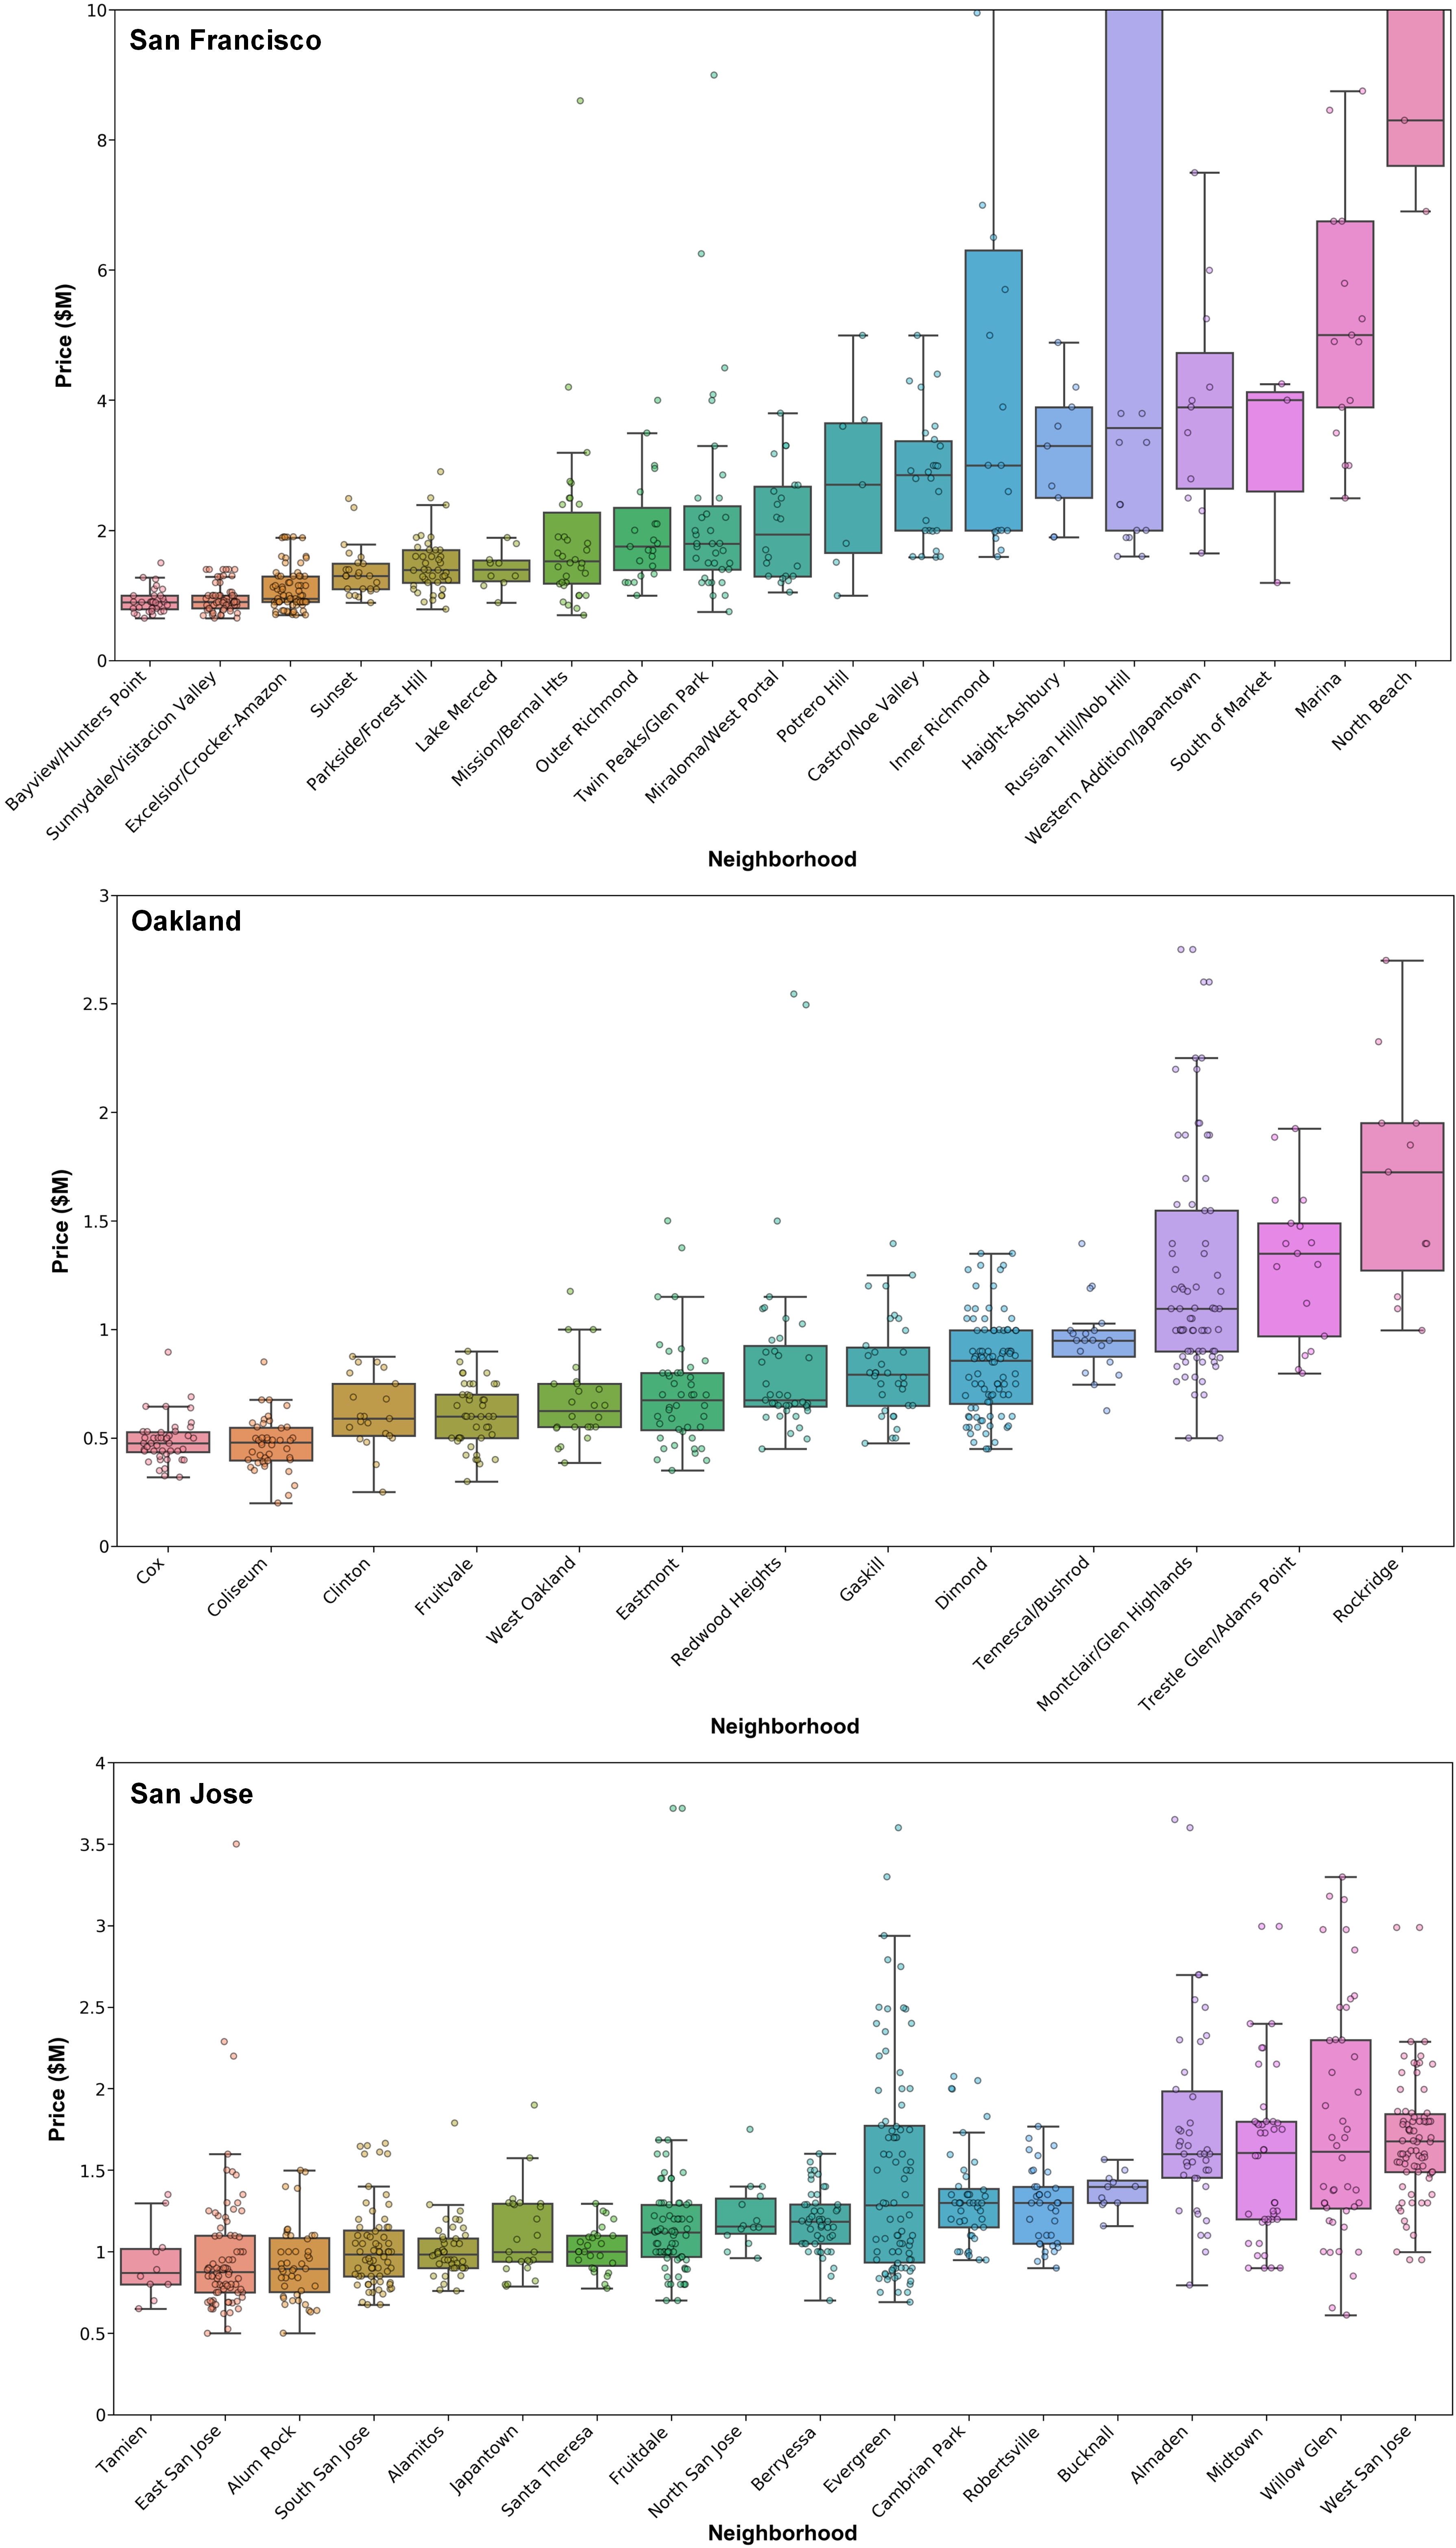 San Francisco
Price ($M)
10
8
6
4
2
0
Bayview/Hunters Point
Sunnydale/Visitacion Valley
Excelsior/Crocker-Amazon
Sunset
Parkside/Forest Hill
Lake Merced
Mission/Bernal Hts
Outer Richmond
Twin Peaks/Glen Park
Miraloma/West Portal
Potrero Hill
Castro/Noe Valley
Inner Richmond
Haight-Ashbury
Russian Hill/Nob Hill
Western Addition/Japantown
South of Market
Marina
North Beach
Neighborhood
Oakland
Price ($M)
3
2.5
2
1.5
1
0.5
0
Cox
Coliseum
Clinton
Fruitvale
West Oakland
Eastmont
Redwood Heights
Gaskill
Dimond
Temescal/Bushrod
Montclair/Glen Highlands
Trestle Glen/Adams Point
Rockridge
Neighborhood
San Jose
Price ($M)
4
3.5
3
2.5
2
1.5
1
0.5
0
Tamien
East San Jose
Alum Rock
South San Jose
Alamitos
Japantown
Santa Theresa
Fruitdale
North San Jose
Berryessa
Evergreen
Cambrian Park
Robertsville
Bucknall
Almaden
Midtown
Willow Glen
West San Jose
Neighborhood